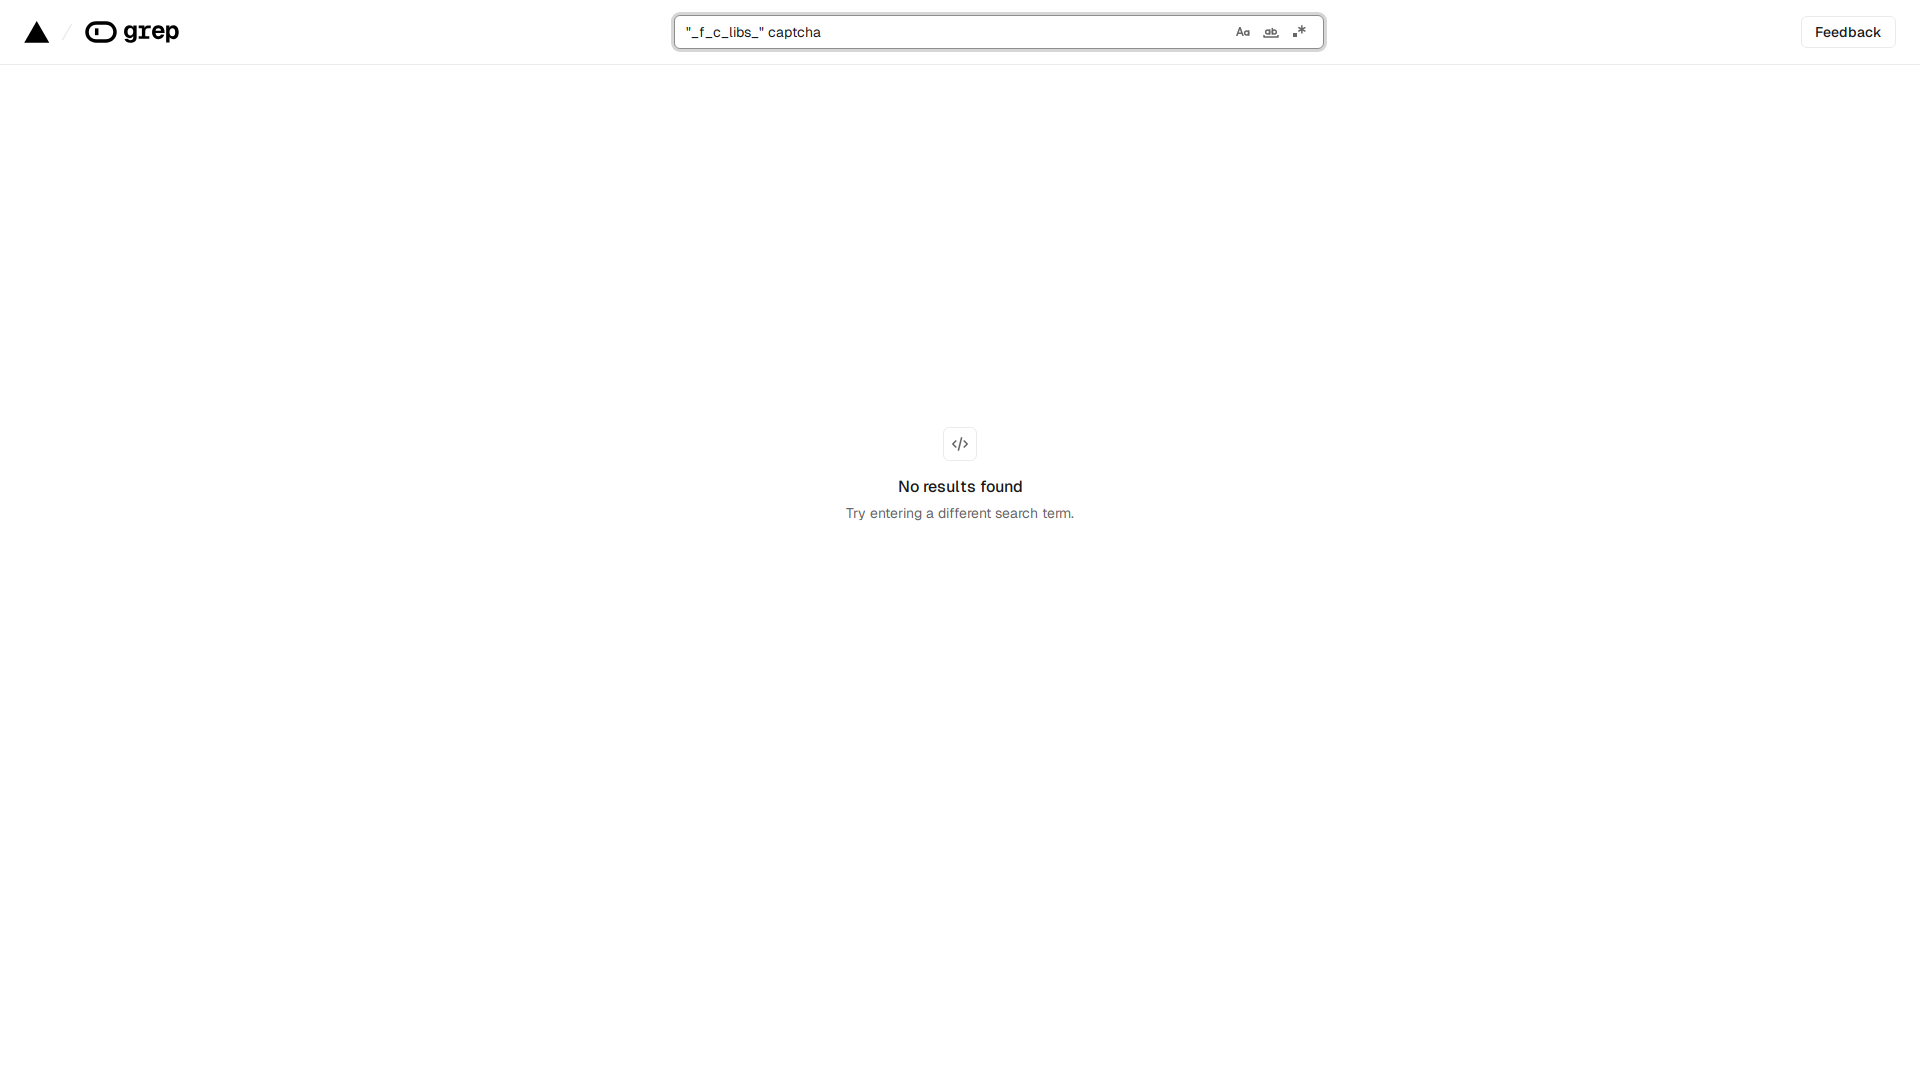 grep
"_f_c_libs_" captcha
Aa
ab
.*
Feedback
No results found
Try entering a different search term.